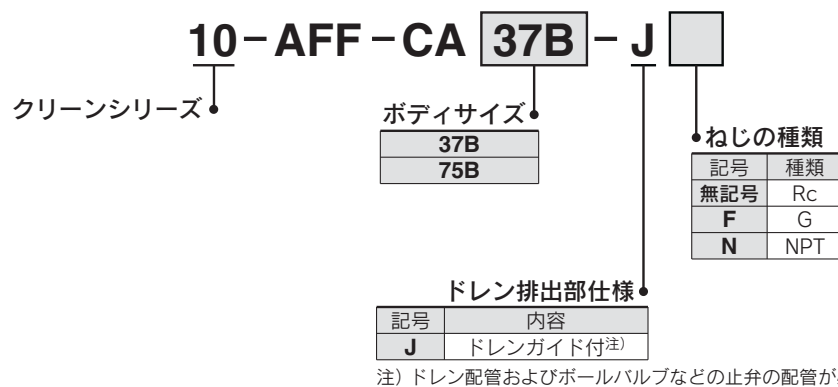 10-AFF-CA 37B-J
クリーンシリーズ
ボディサイズ
37B
75B
ねじの種類
記号 種類
無記号 Rc
F G
N NPT
ドレン排出部仕様
記号 内容
J ドレンガイド付注)
注) ドレン配管およびボールバルブなどの止弁の配管が